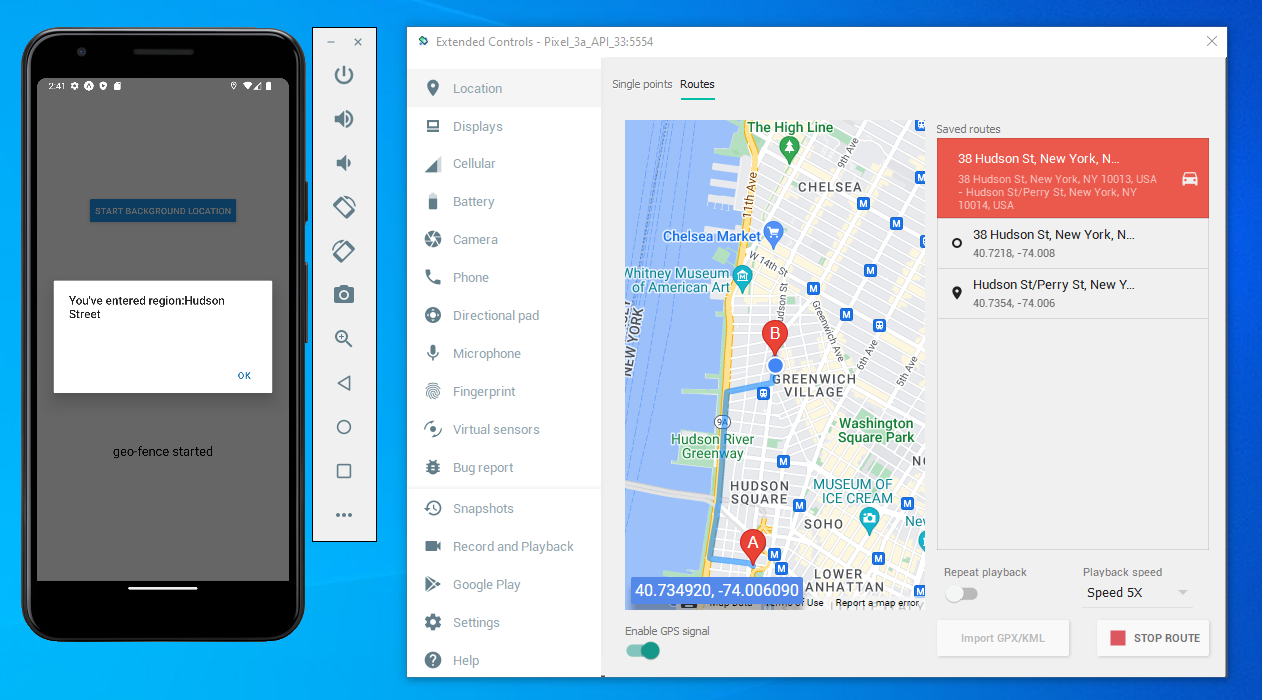 2:41
START BACKGROUND LOCATION
You've entered region:Hudson
Street
OK
geo-fence started
Extended Controls - Pixel_3a_API_33:5554
Location
Displays
Cellular
Battery
Camera
Phone
Directional pad
Microphone
Fingerprint
Virtual sensors
Bug report
Snapshots
Record and Playback
Google Play
Settings
Help
Single points
Routes
The High Line
9th Ave
CHELSEA
11th Ave
M
M
M
Chelsea Market
W 14th St
M
Whitney Museum
of American Art
M
Hudson St
Greenwich Ave
M
NEW YORK
B
6th Ave
5th Ave
GREENWICH
VILLAGE
9A
Washington
Square Park
Hudson River
Greenway
M
HUDSON
SQUARE
MUSEUM OF
ICE CREAM
M
M
SOHO
A
M
M
M
LOWER
MANHATTAN
M
40.734920, -74.006090
Map Data
Terms of Use
Report a map error
Enable GPS signal
Saved routes
38 Hudson St, New York, N...
38 Hudson St, New York, NY 10013, USA
- Hudson St/Perry St, New York, NY
10014, USA
38 Hudson St, New York, N...
40.7218, -74.008
Hudson St/Perry St, New Y...
40.7354, -74.006
Repeat playback
Playback speed
Speed 5X
Import GPX/KML
STOP ROUTE